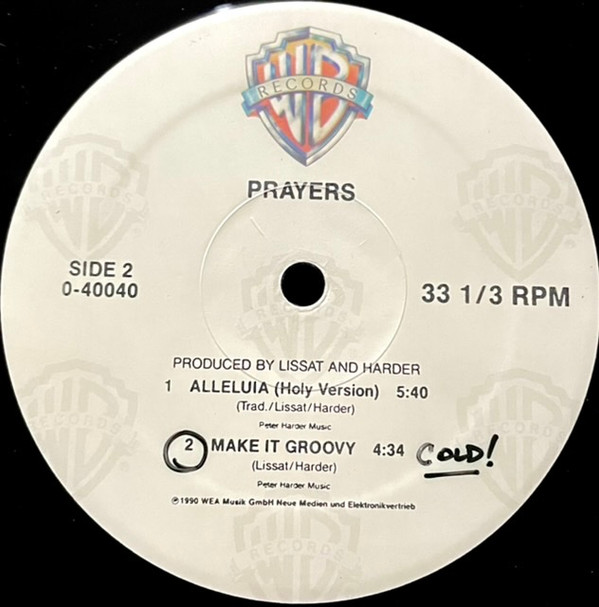 WB
RECORDS
PRAYERS
SIDE 2
0-40040
33 1/3 RPM
PRODUCED BY LISSAT AND HARDER
1 ALLELUIA (Holy Version) 5:40
(Trad./Lissat/Harder)
Peter Harder Music
2 MAKE IT GROOVY 4:34 COLD!
(Lissat/Harder)
Peter Harder Music
℗1990 WEA Musik GmbH Neue Medien und Elektronikvertrieb